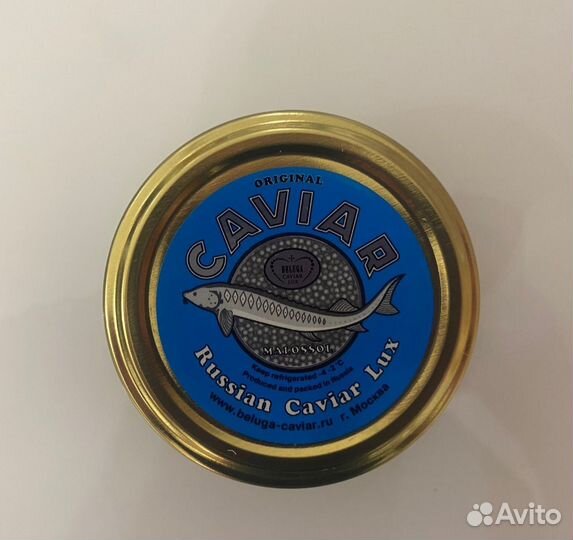 ORIGINAL
CAVIAR
BELUGA
CAVIAR
LUX
MALOSSOL
Keep refrigerated -4 -2°C
Produced and packed in Russia
Russian Caviar Lux
www.beluga-caviar.ru г. Москва
Avito